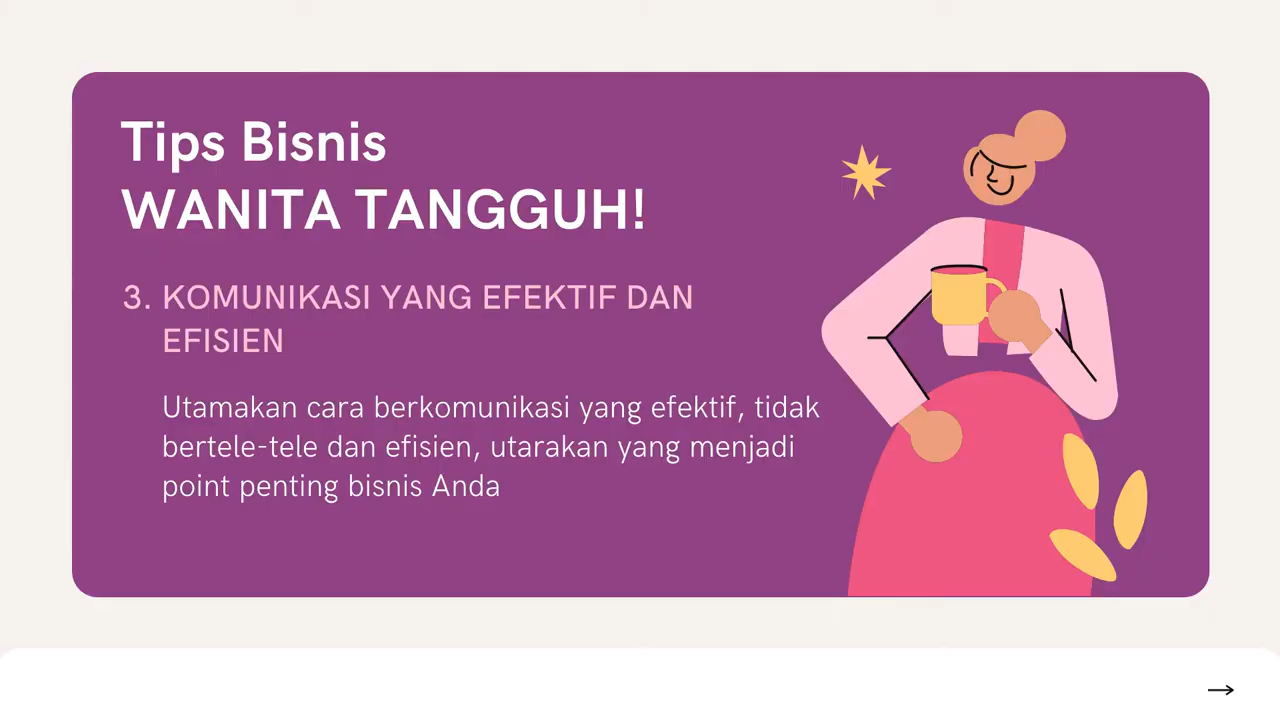 Tips Bisnis
WANITA TANGGUH!
3. KOMUNIKASI YANG EFEKTIF DAN
EFISIEN
Utamakan cara berkomunikasi yang efektif, tidak
bertele-tele dan efisien, utarakan yang menjadi
point penting bisnis Anda